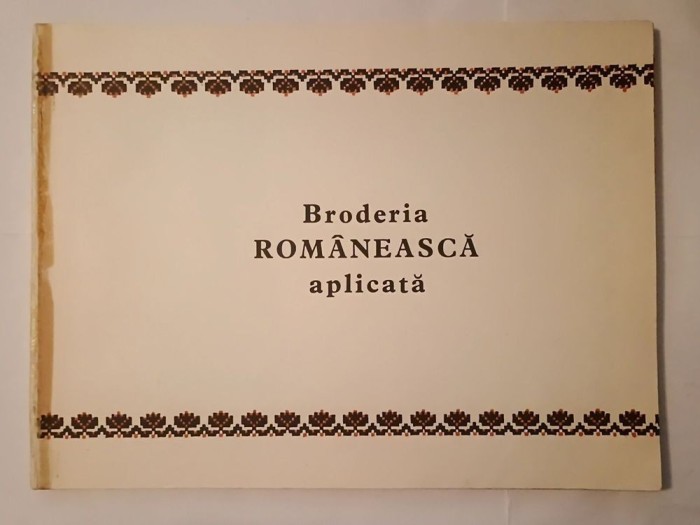 Broderia
ROMÂNEASCĂ
aplicată